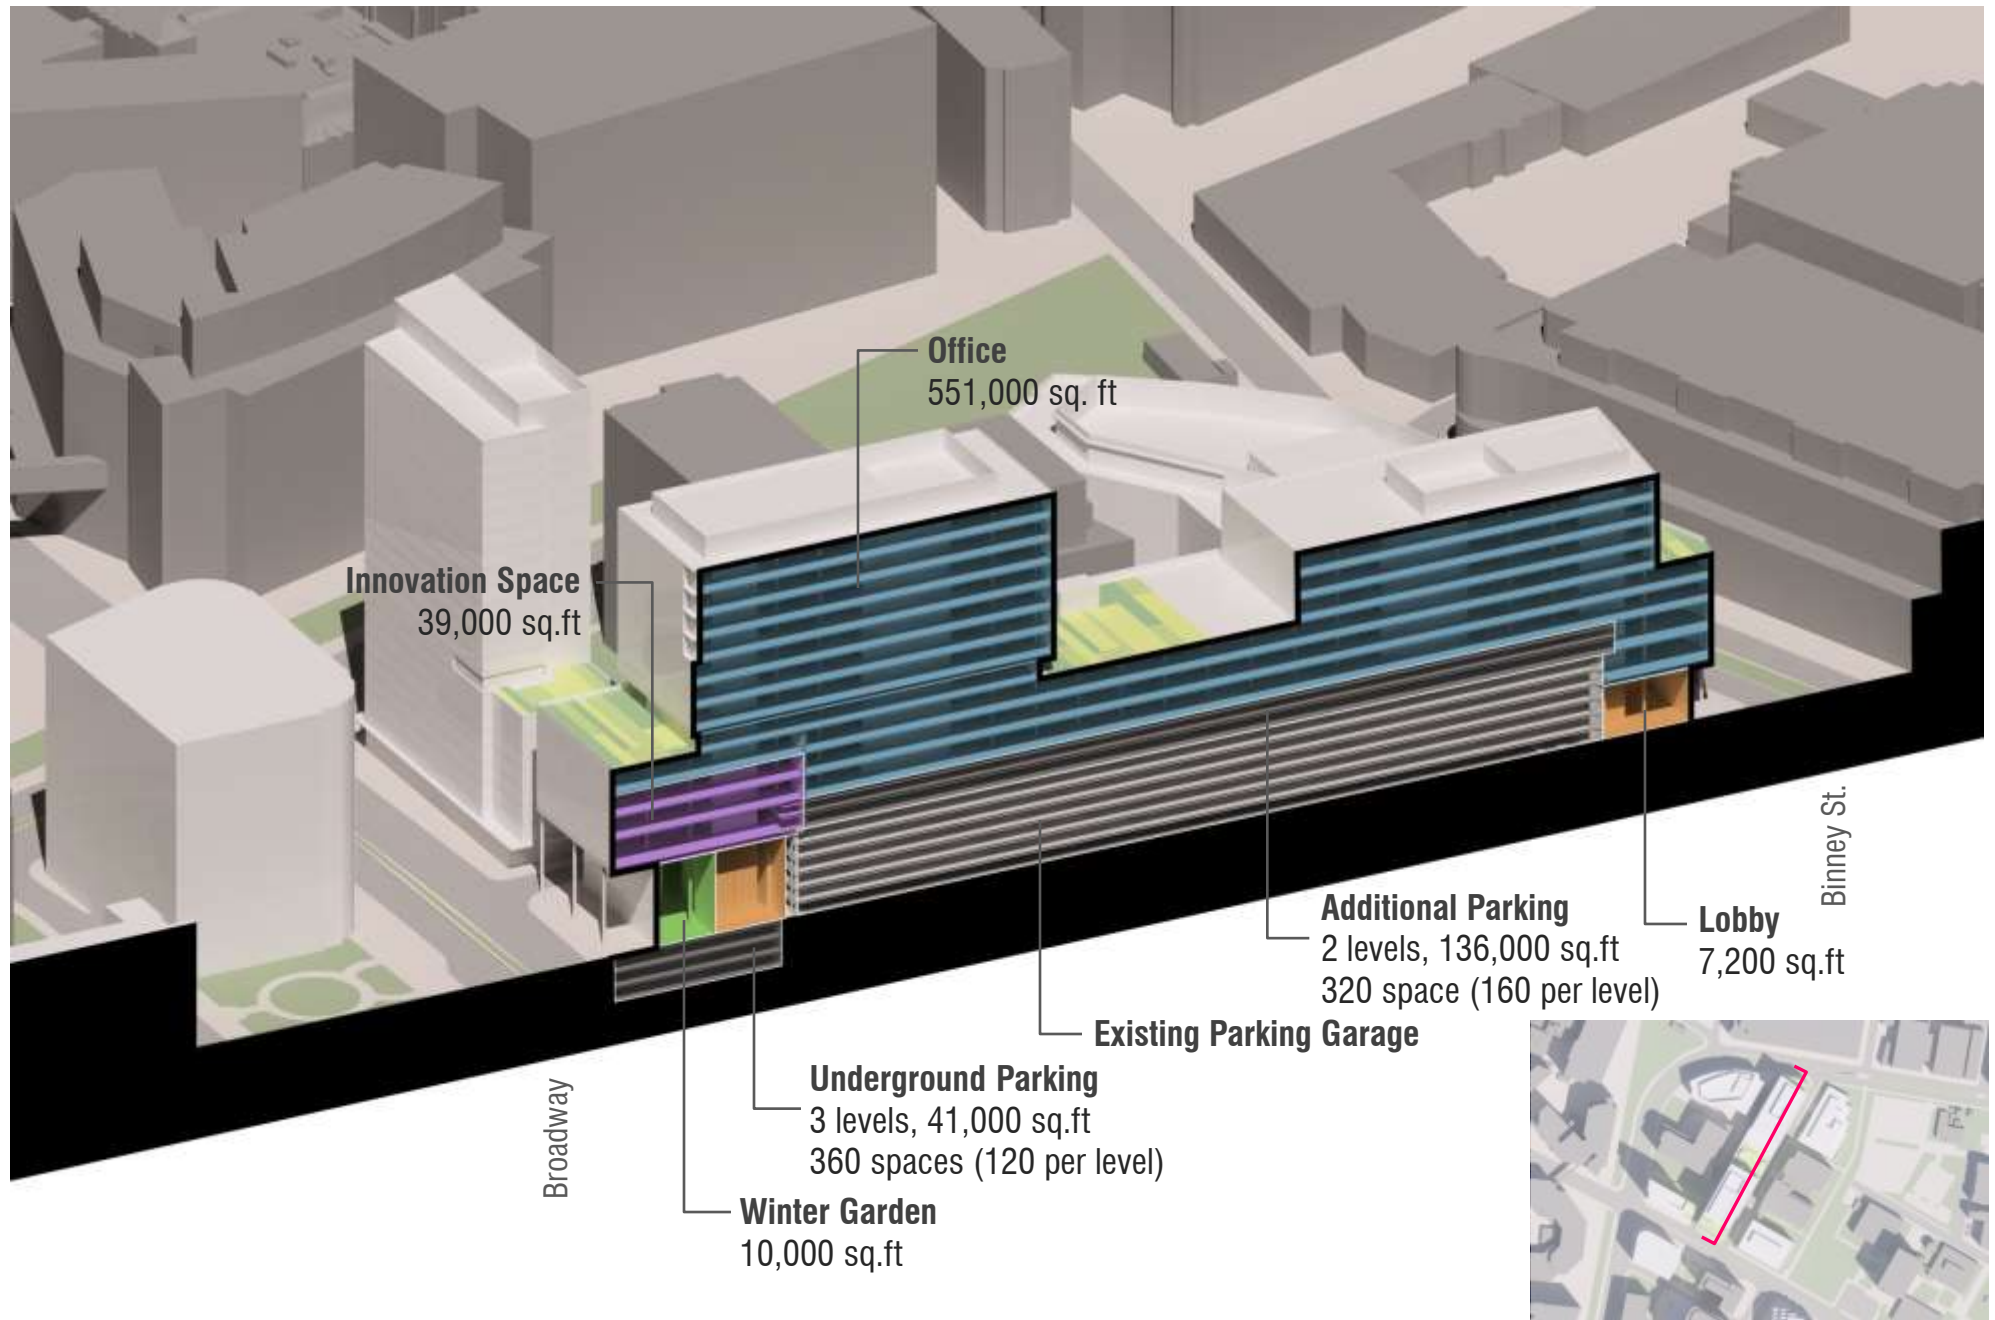 Office
551,000 sq. ft
Innovation Space
39,000 sq.ft
Additional Parking
2 levels, 136,000 sq.ft
320 space (160 per level)
Lobby
7,200 sq.ft
Binney St.
Existing Parking Garage
Underground Parking
3 levels, 41,000 sq.ft
360 spaces (120 per level)
Broadway
Winter Garden
10,000 sq.ft